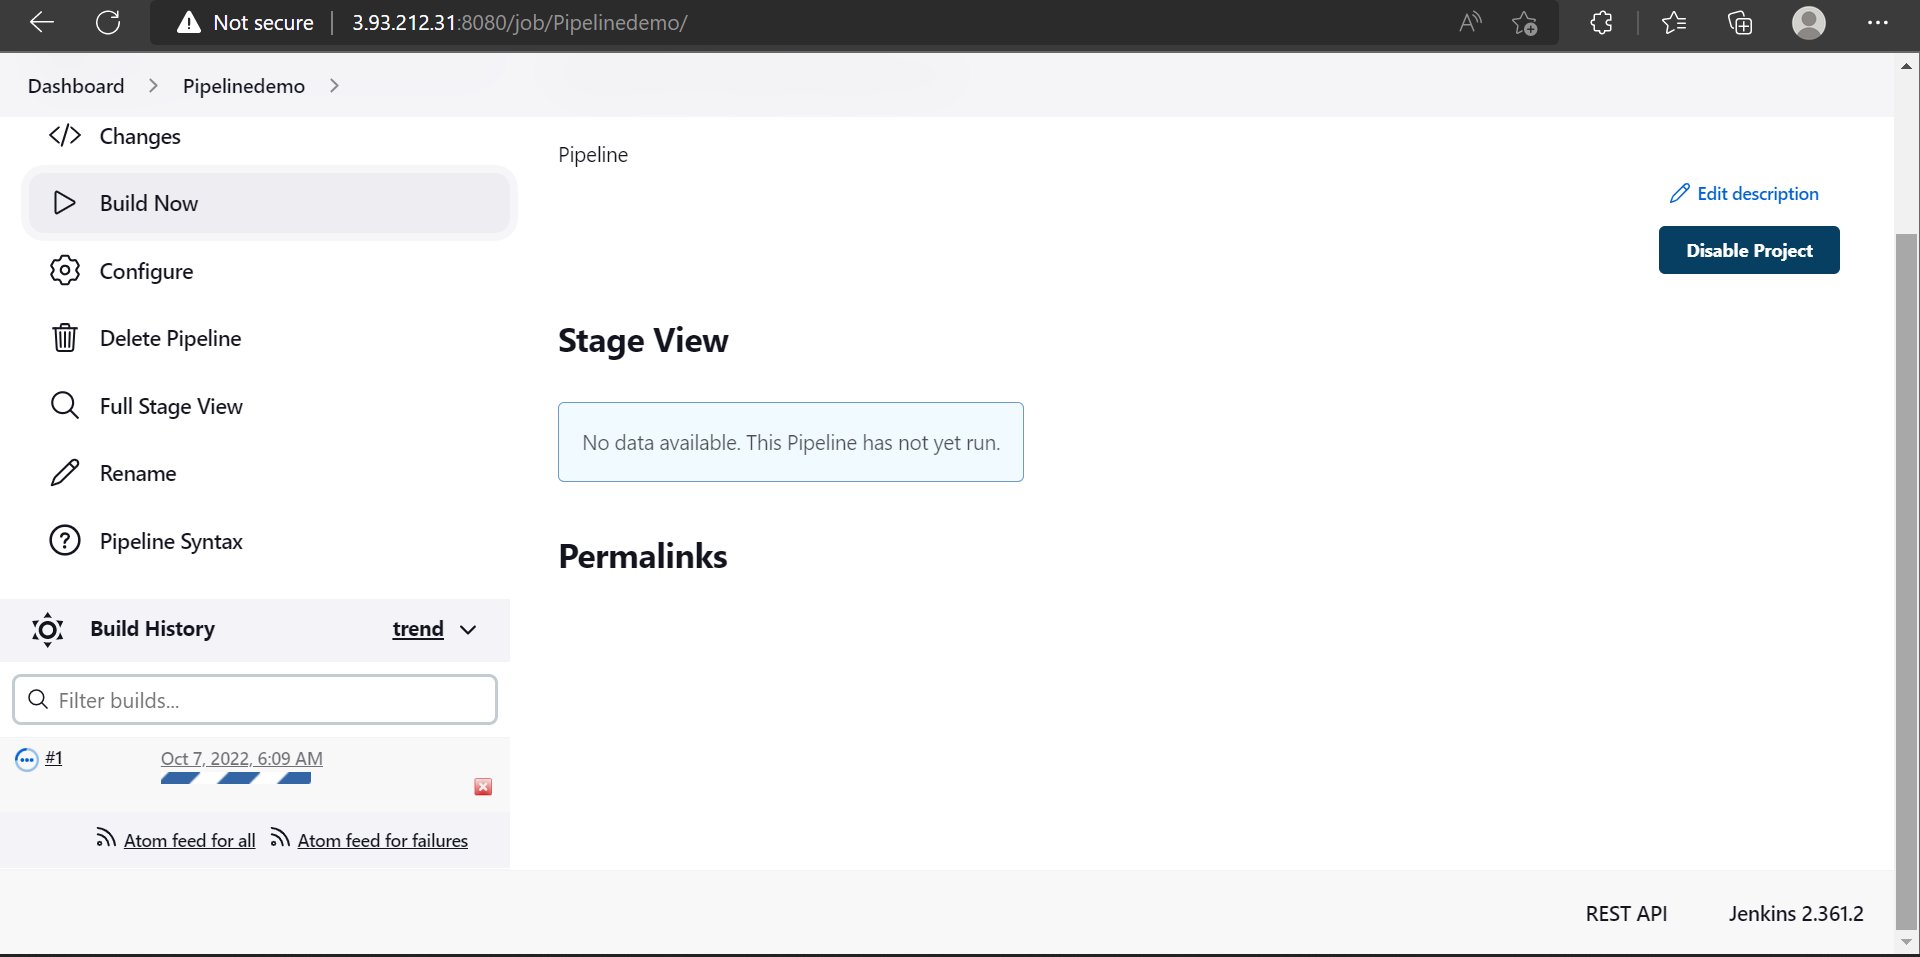 Not secure
3.93.212.31:8080/job/Pipelinedemo/
Dashboard
Pipelinedemo
Changes
Build Now
Configure
Delete Pipeline
Full Stage View
Rename
Pipeline Syntax
Build History
trend
Filter builds...
#1
Oct 7, 2022, 6:09 AM
Atom feed for all
Atom feed for failures
Pipeline
Edit description
Disable Project
Stage View
No data available. This Pipeline has not yet run.
Permalinks
REST API
Jenkins 2.361.2